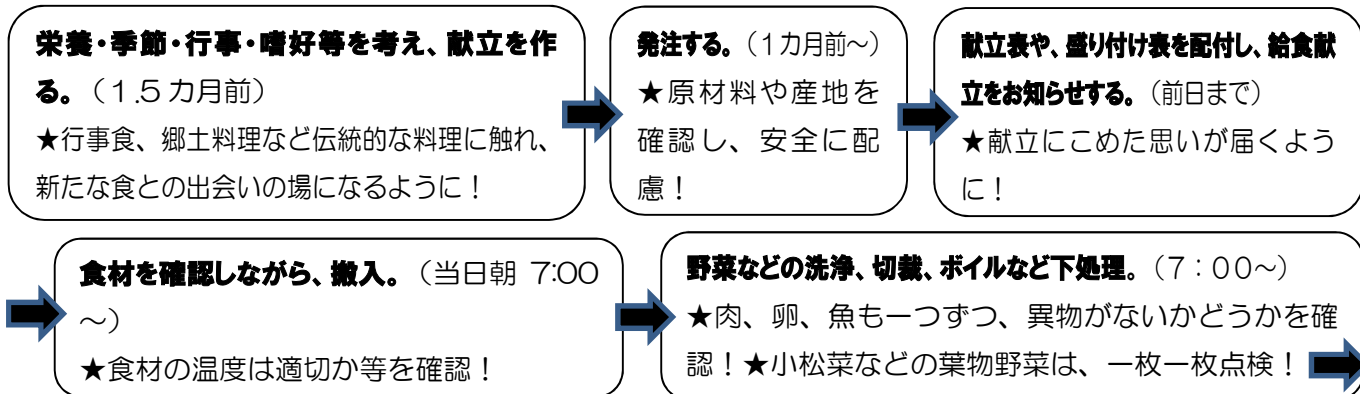 栄養・季節・行事・嗜好等を考え、献立を作
る。（1.5カ月前）
★行事食、郷土料理など伝統的な料理に触れ、
新たな食との出会いの場になるように！
発注する。（1カ月前～）
★原材料や産地を
確認し、安全に配
慮！
献立表や、盛り付け表を配付し、給食献
立をお知らせする。（前日まで）
★献立にこめた思いが届くよう
に！
食材を確認しながら、搬入。（当日朝 7:00
～）
★食材の温度は適切か等を確認！
野菜などの洗浄、切裁、ボイルなど下処理。（7：00～）
★肉、卵、魚も一つずつ、異物がないかどうかを確
認！★小松菜などの葉物野菜は、一枚一枚点検！